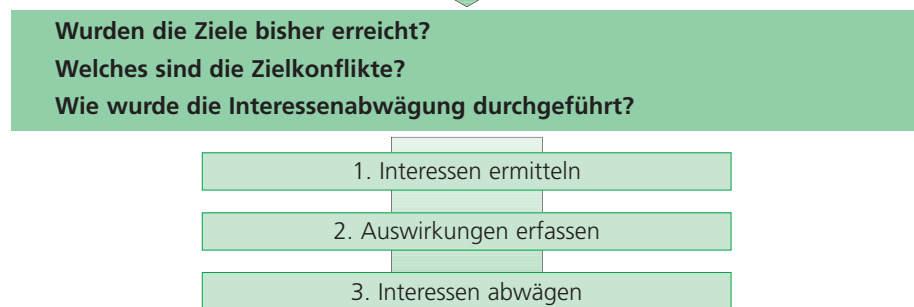 Wurden die Ziele bisher erreicht?
Welches sind die Zielkonflikte?
Wie wurde die Interessenabwägung durchgeführt?
1. Interessen ermitteln
2. Auswirkungen erfassen
3. Interessen abwägen